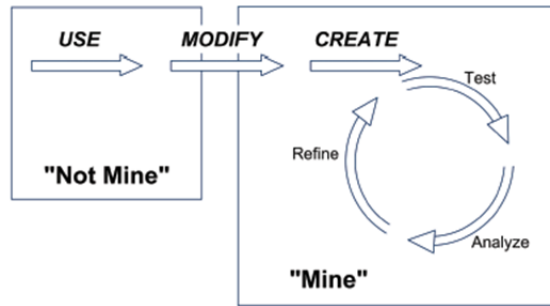 USE
MODIFY
CREATE
Test
Refine
"Not Mine"
Analyze
"Mine"